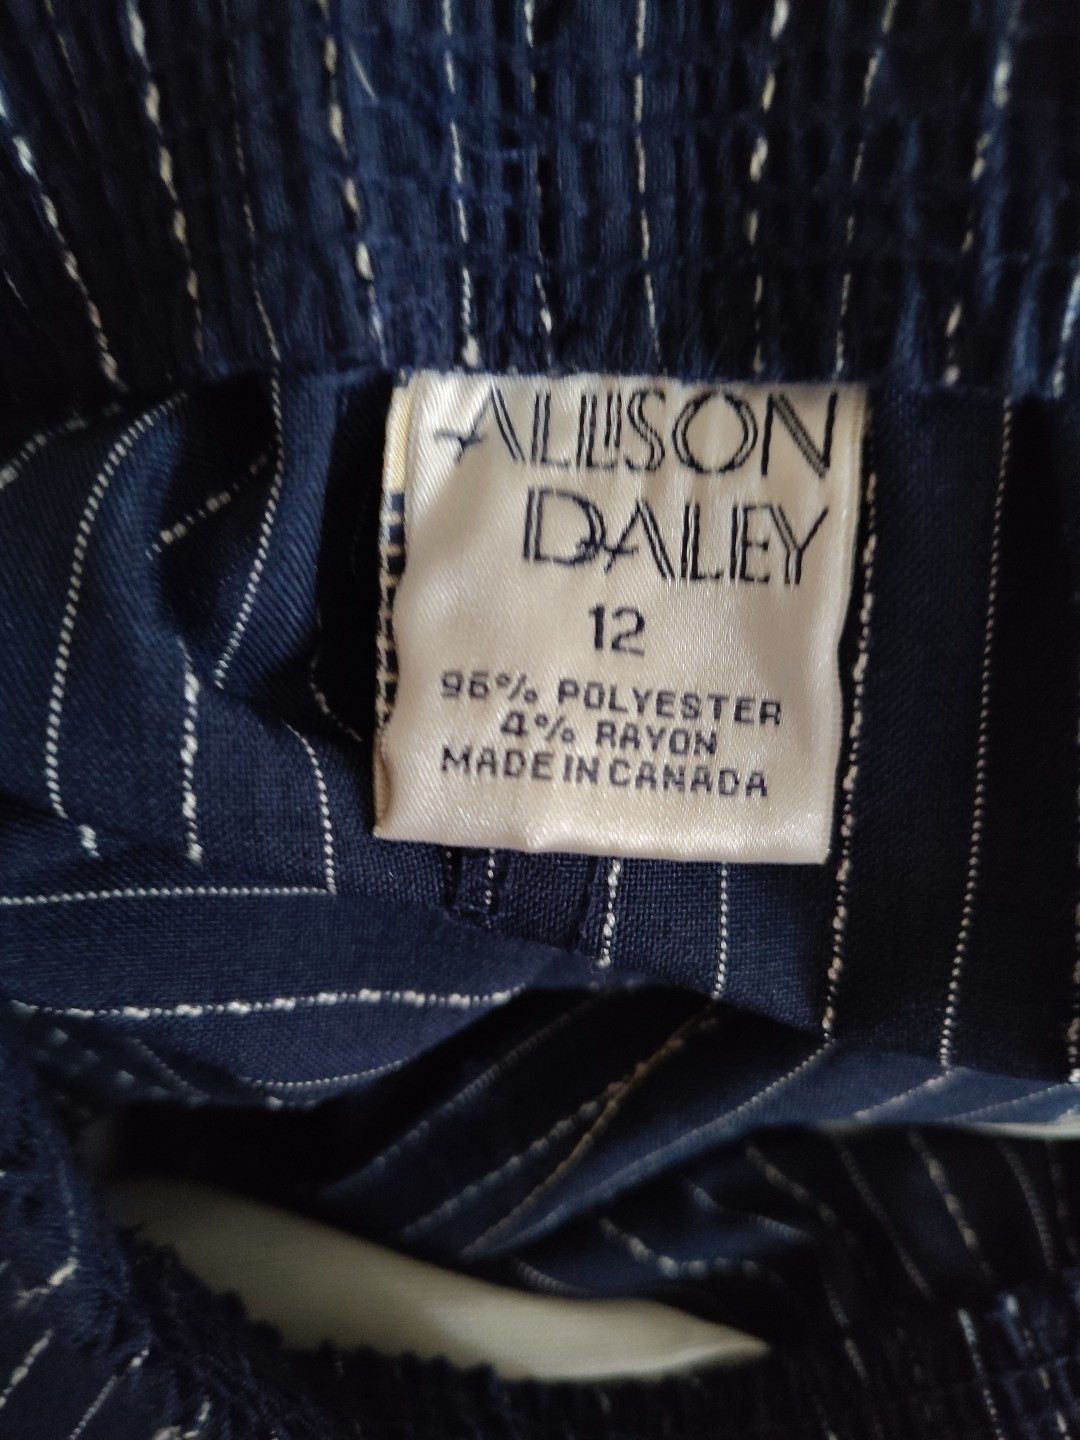 ALLISON
DALEY
12
96% POLYESTER
4% RAYON
MADE IN CANADA